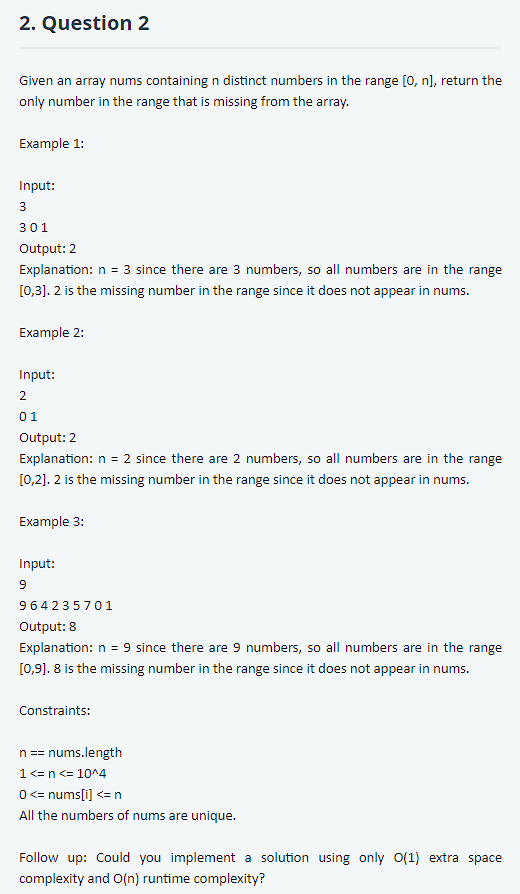 2. Question 2
Given an array nums containing n distinct numbers in the range [0, n], return the
only number in the range that is missing from the array.
Example 1:
Input:
3
3 0 1
Output: 2
Explanation: n = 3 since there are 3 numbers, so all numbers are in the range
[0,3]. 2 is the missing number in the range since it does not appear in nums.
Example 2:
Input:
2
0 1
Output: 2
Explanation: n = 2 since there are 2 numbers, so all numbers are in the range
[0,2]. 2 is the missing number in the range since it does not appear in nums.
Example 3:
Input:
9
9 6 4 2 3 5 7 0 1
Output: 8
Explanation: n = 9 since there are 9 numbers, so all numbers are in the range
[0,9]. 8 is the missing number in the range since it does not appear in nums.
Constraints:
n == nums.length
1 <= n <= 10^4
0 <= nums[i] <= n
All the numbers of nums are unique.
Follow up: Could you implement a solution using only O(1) extra space
complexity and O(n) runtime complexity?